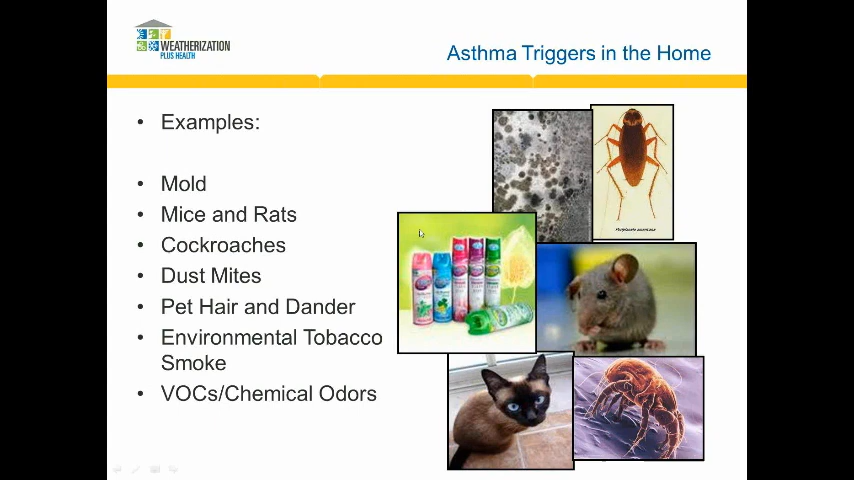 WEATHERIZATION
PLUS HEALTH
Asthma Triggers in the Home
• Examples:
• Mold
• Mice and Rats
• Cockroaches
• Dust Mites
• Pet Hair and Dander
• Environmental Tobacco
Smoke
• VOCs/Chemical Odors